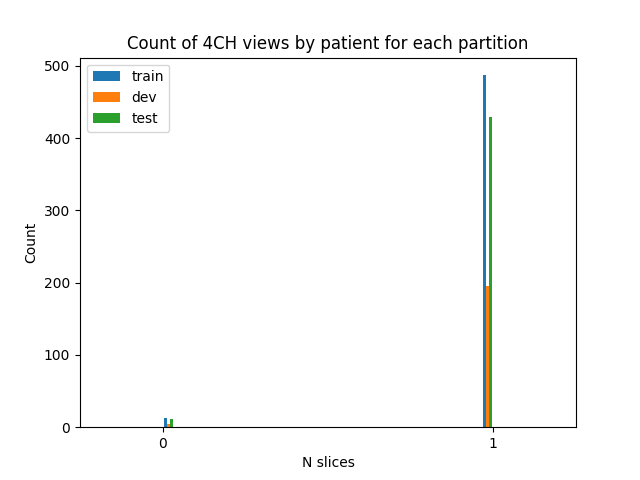 Count of 4CH views by patient for each partition
500
400
300
200
100
0
Count
train
dev
test
0
1
N slices